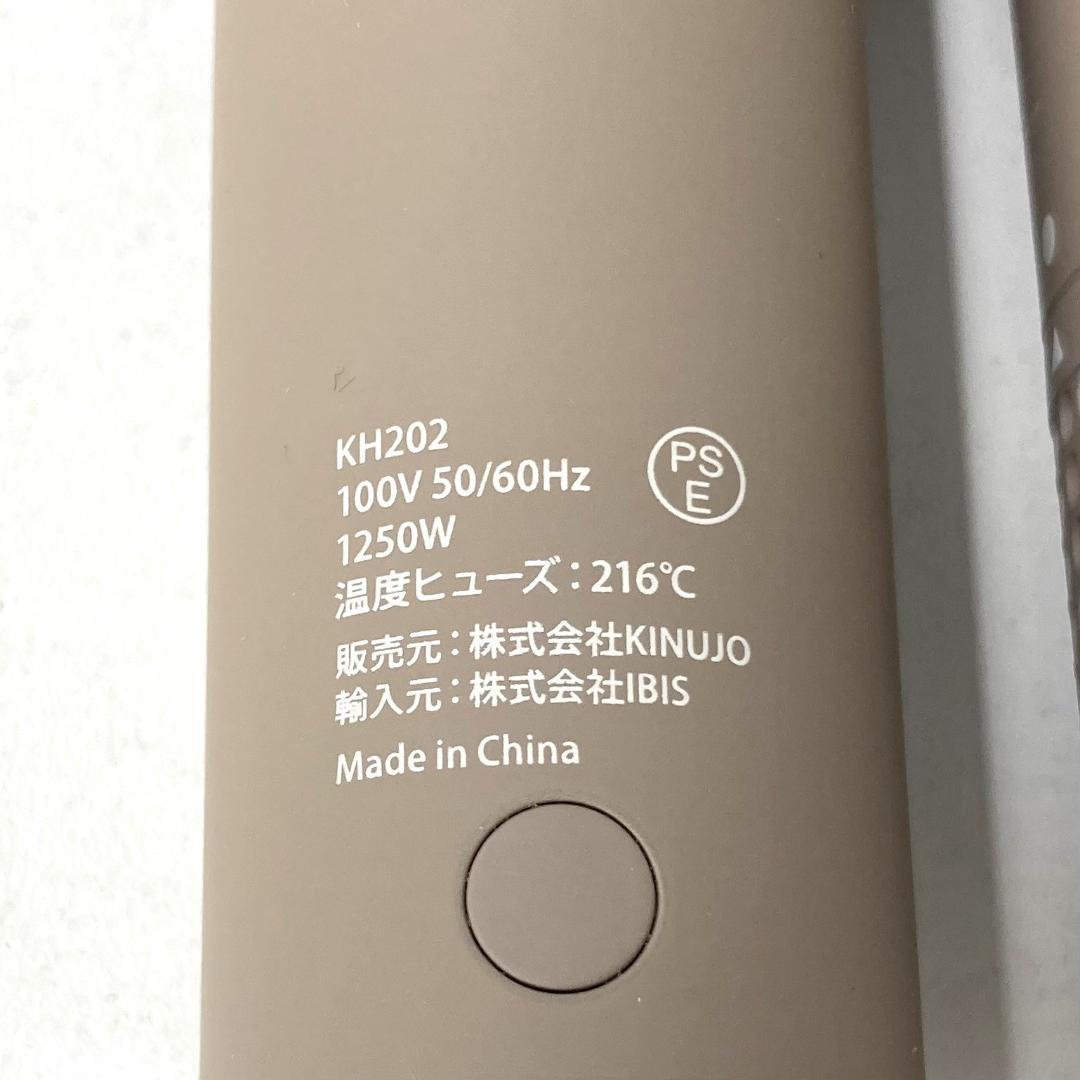 KH202
100V 50/60Hz
1250W
温度ヒューズ：216℃
販売元：株式会社KINUJO
輸入元：株式会社IBIS
Made in China
PS
E